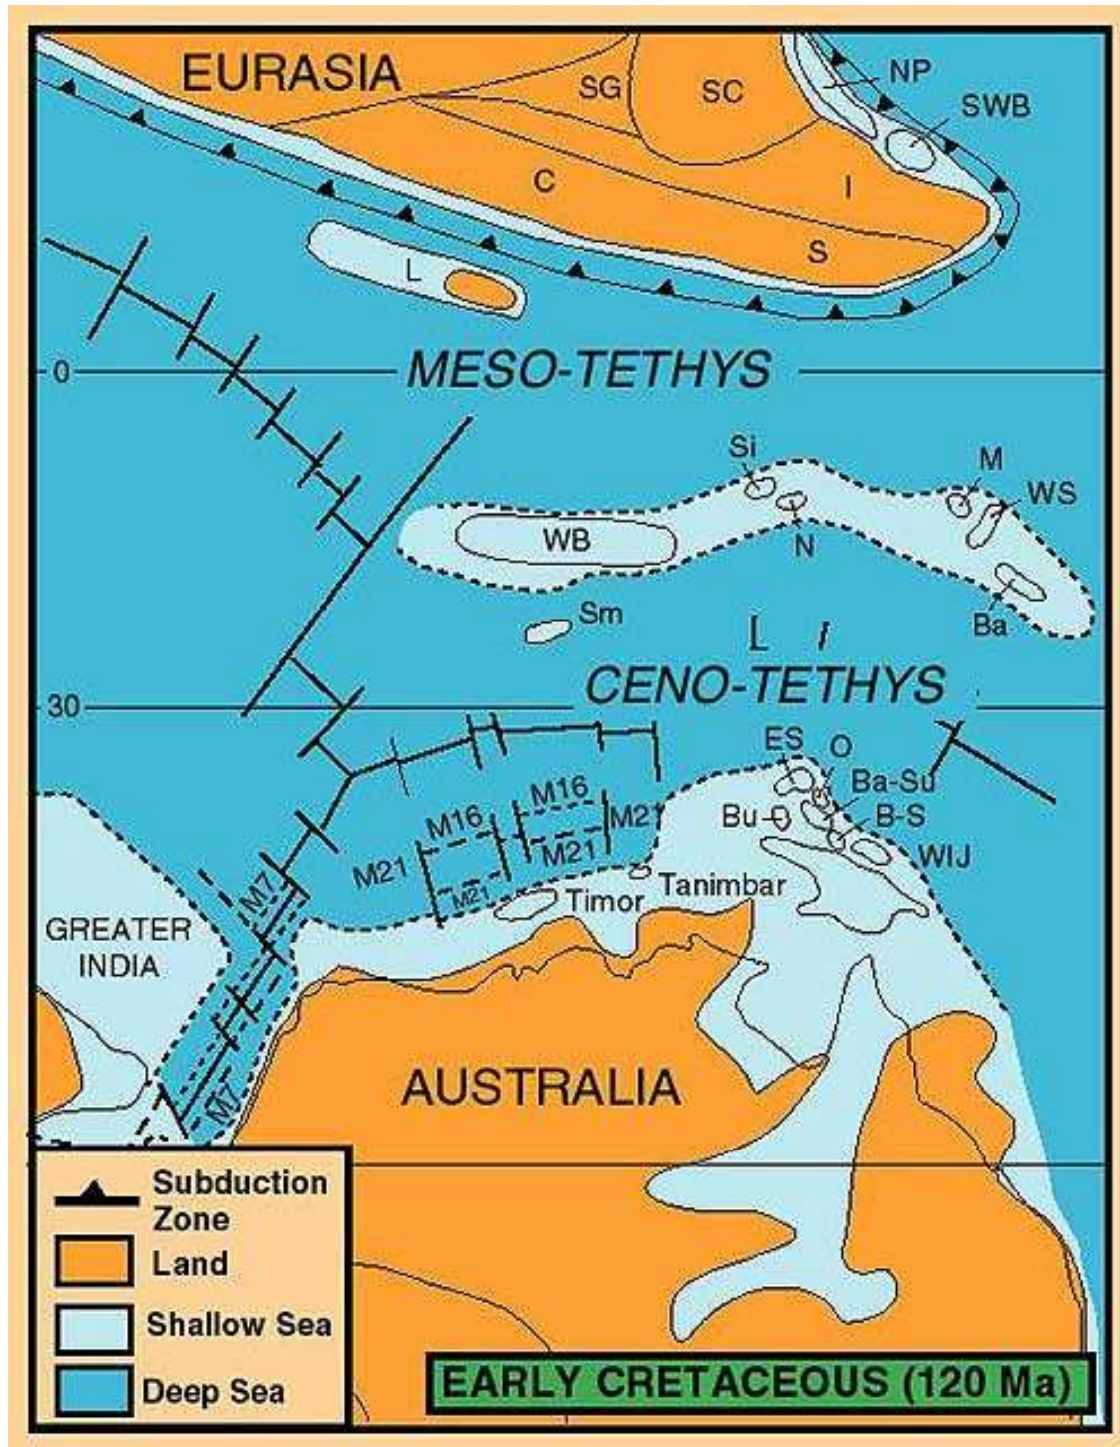 EURASIA
SG
SC
NP
SWB
C
I
S
L
0
MESO-TETHYS
Si
M
WS
WB
N
Sm
Ba
L I
CENO-TETHYS
30
ES
O
Ba-Su
M16
M16
Bu
B-S
M21
M21
M21
WIJ
M21
M7
Timor
Tanimbar
GREATER
INDIA
AUSTRALIA
M7
Subduction
Zone
Land
Shallow Sea
Deep Sea
EARLY CRETACEOUS (120 Ma)